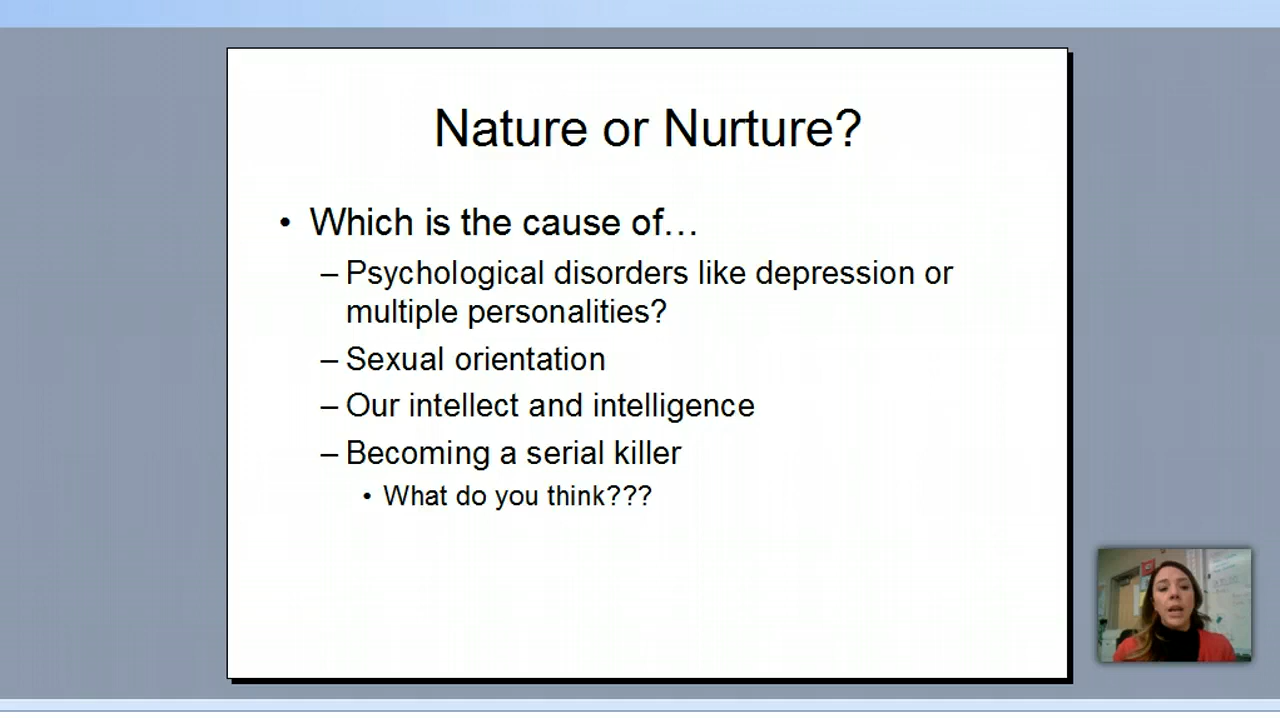 Nature or Nurture?
• Which is the cause of…
– Psychological disorders like depression or
multiple personalities?
– Sexual orientation
– Our intellect and intelligence
– Becoming a serial killer
• What do you think???